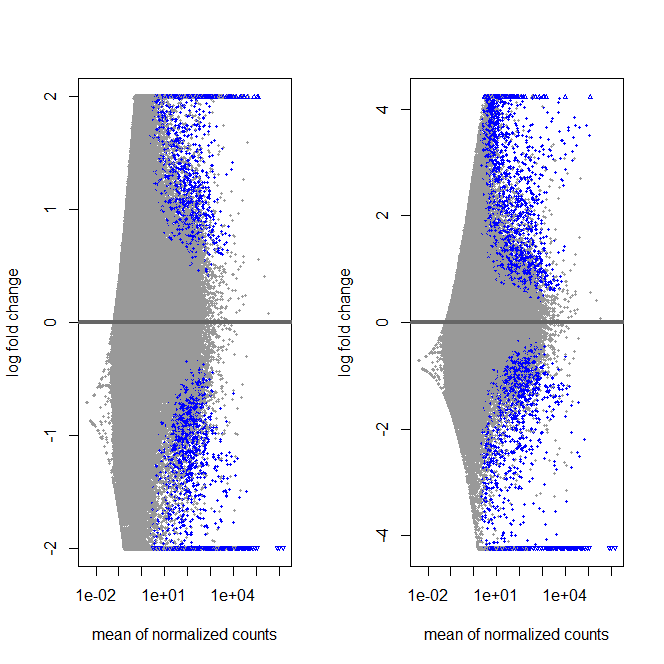 2
1
0
-1
-2
log fold change
1e-02
1e+01
1e+04
mean of normalized counts
4
2
0
-2
-4
log fold change
1e-02
1e+01
1e+04
mean of normalized counts